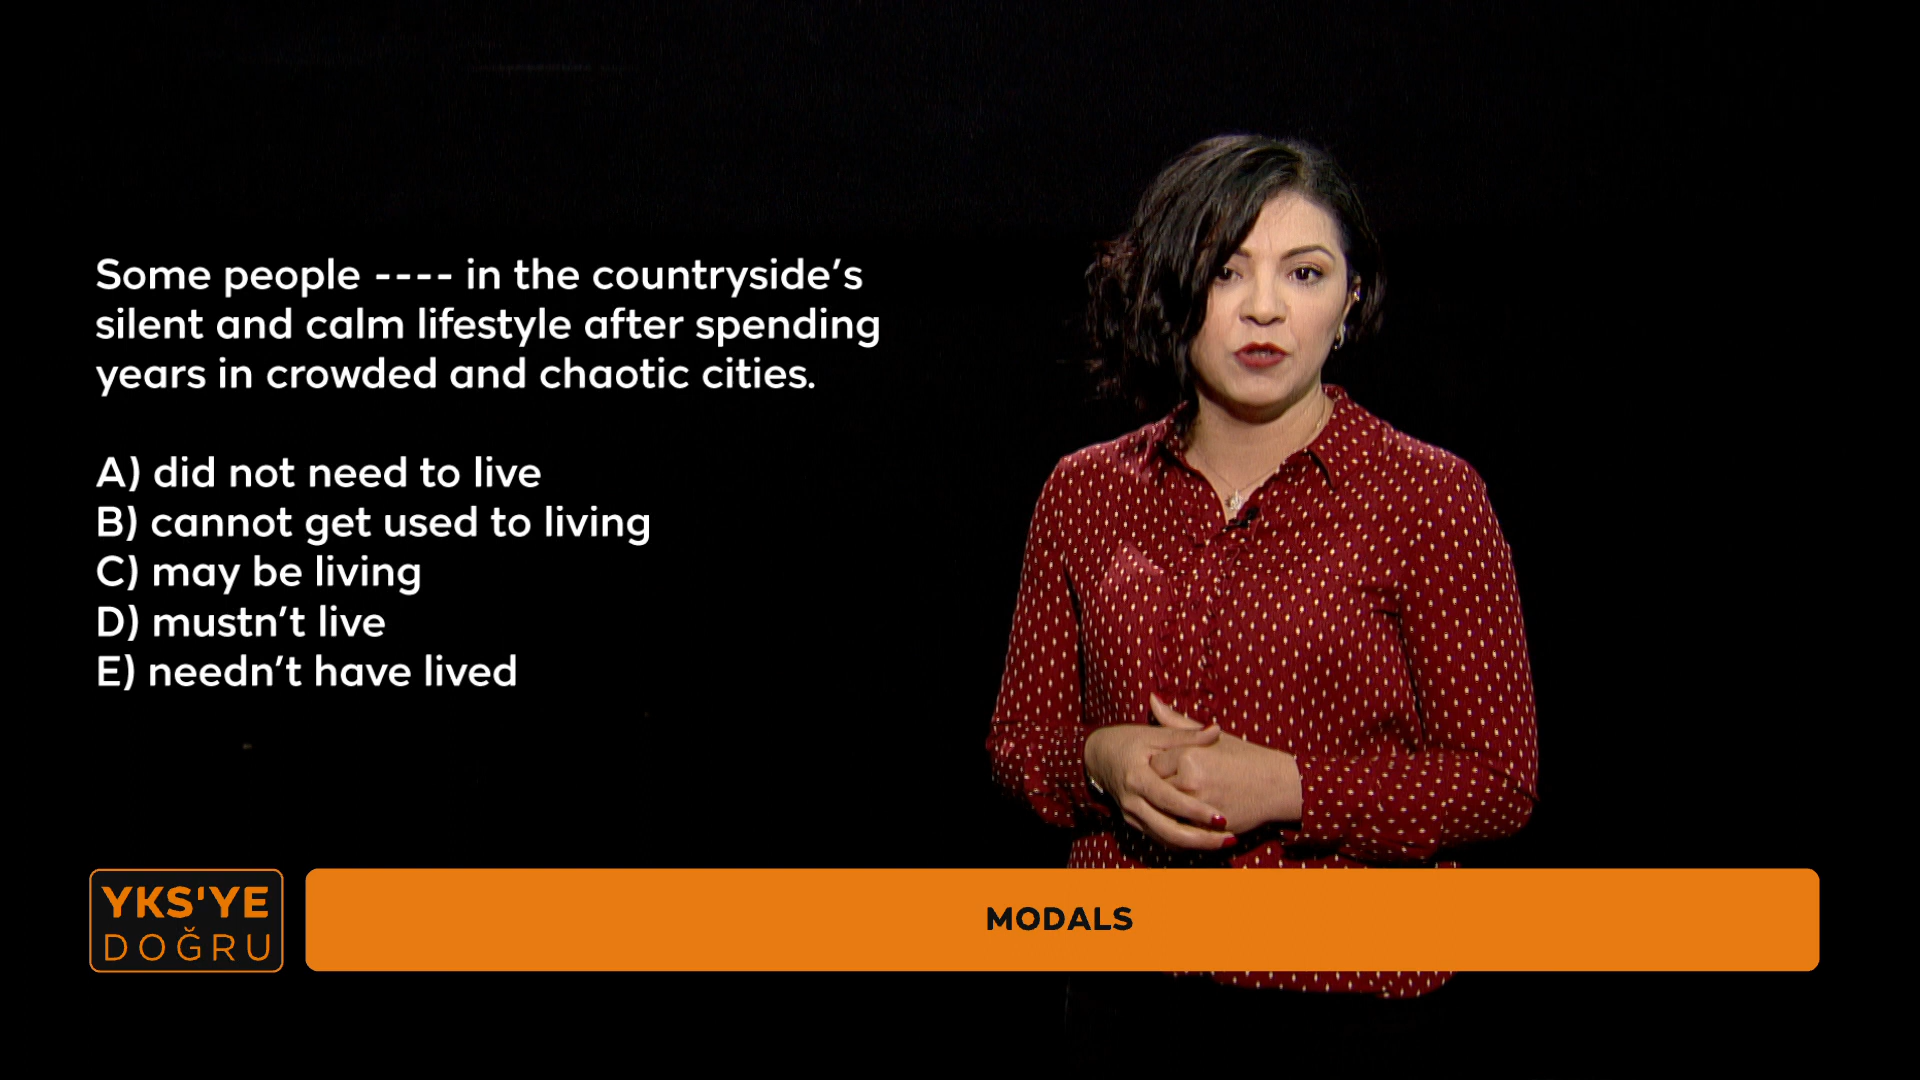 Some people ---- in the countryside's
silent and calm lifestyle after spending
years in crowded and chaotic cities.
A) did not need to live
B) cannot get used to living
C) may be living
D) mustn't live
E) needn't have lived
YKS'YE
DOĞRU
MODALS